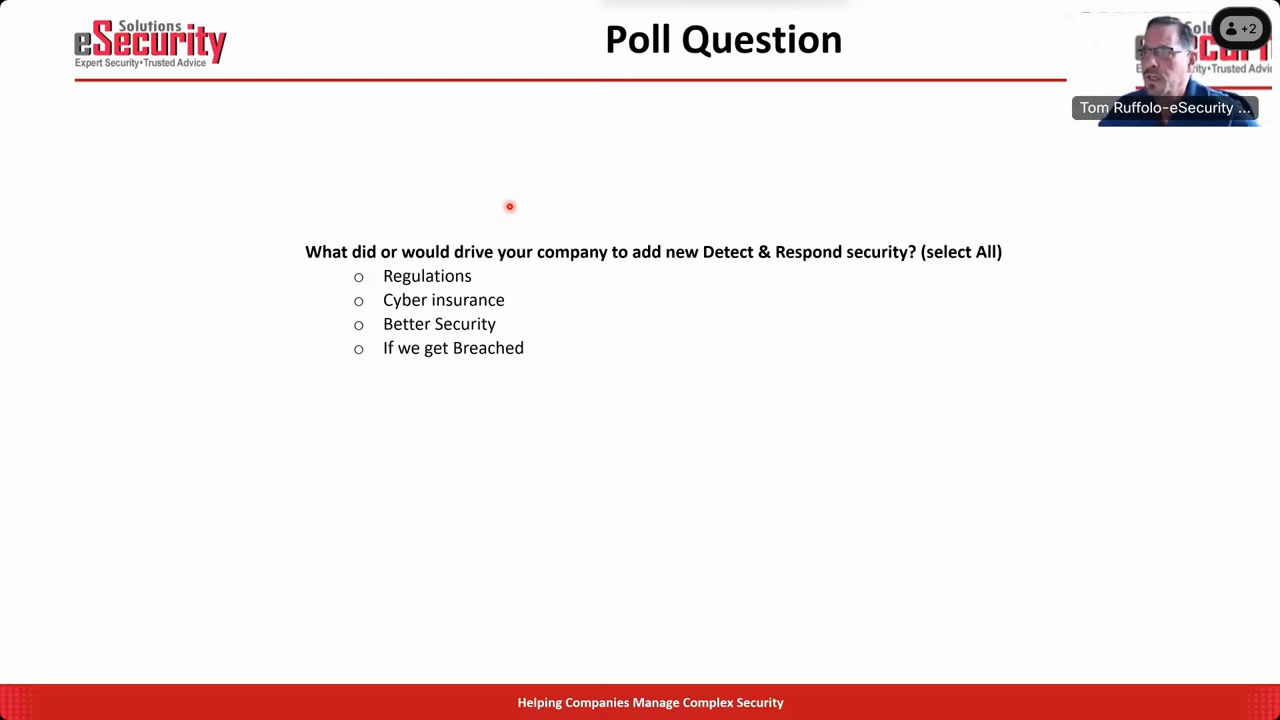 Solutions
eSecurity
Expert Security•Trusted Advice
Poll Question
+2
Tom Ruffolo-eSecurity ...
What did or would drive your company to add new Detect & Respond security? (select All)
o Regulations
o Cyber insurance
o Better Security
o If we get Breached
Helping Companies Manage Complex Security